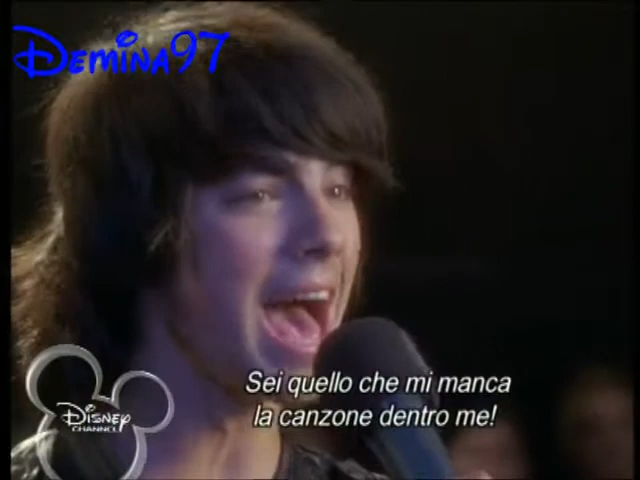 Demina97
Sei quello che mi manca
la canzone dentro me!
Disney
CHANNEL